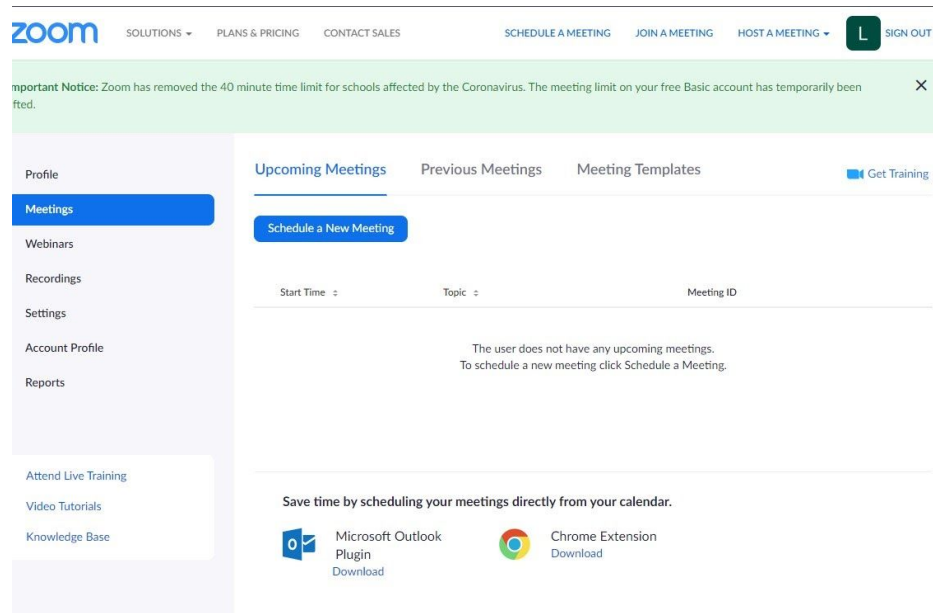 zoom SOLUTIONS PLANS & PRICING CONTACT SALES SCHEDULE A MEETING JOIN A MEETING HOST A MEETING L SIGN OUT
mportant Notice: Zoom has removed the 40 minute time limit for schools affected by the Coronavirus. The meeting limit on your free Basic account has temporarily been
fted.
Profile
Meetings
Webinars
Recordings
Settings
Account Profile
Reports
Attend Live Training
Video Tutorials
Knowledge Base
Upcoming Meetings Previous Meetings Meeting Templates Get Training
Schedule a New Meeting
Start Time Topic Meeting ID
The user does not have any upcoming meetings.
To schedule a new meeting click Schedule a Meeting.
Save time by scheduling your meetings directly from your calendar.
Microsoft Outlook
Plugin
Download
Chrome Extension
Download